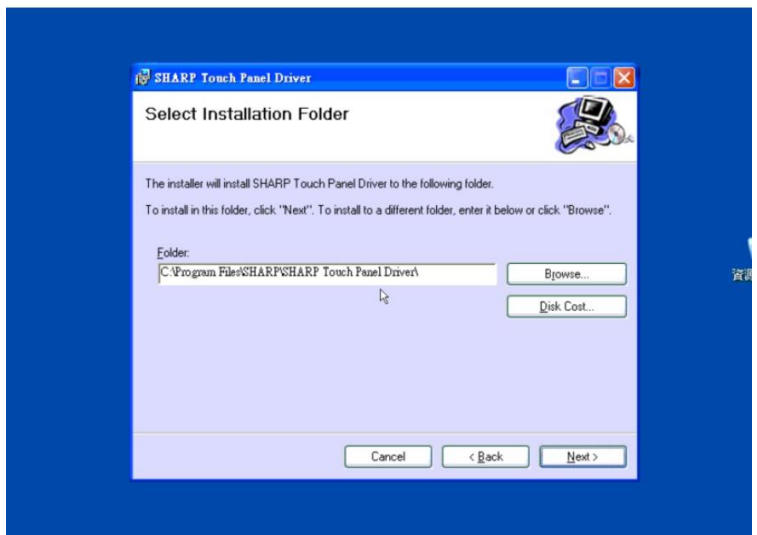 SHARP Touch Panel Driver
Select Installation Folder
The installer will install SHARP Touch Panel Driver to the following folder.
To install in this folder, click "Next". To install to a different folder, enter it below or click "Browse".
Folder:
C:\Program Files\SHARP\SHARP Touch Panel Driver\
Browse...
Disk Cost...
資源
Cancel
< Back
Next >